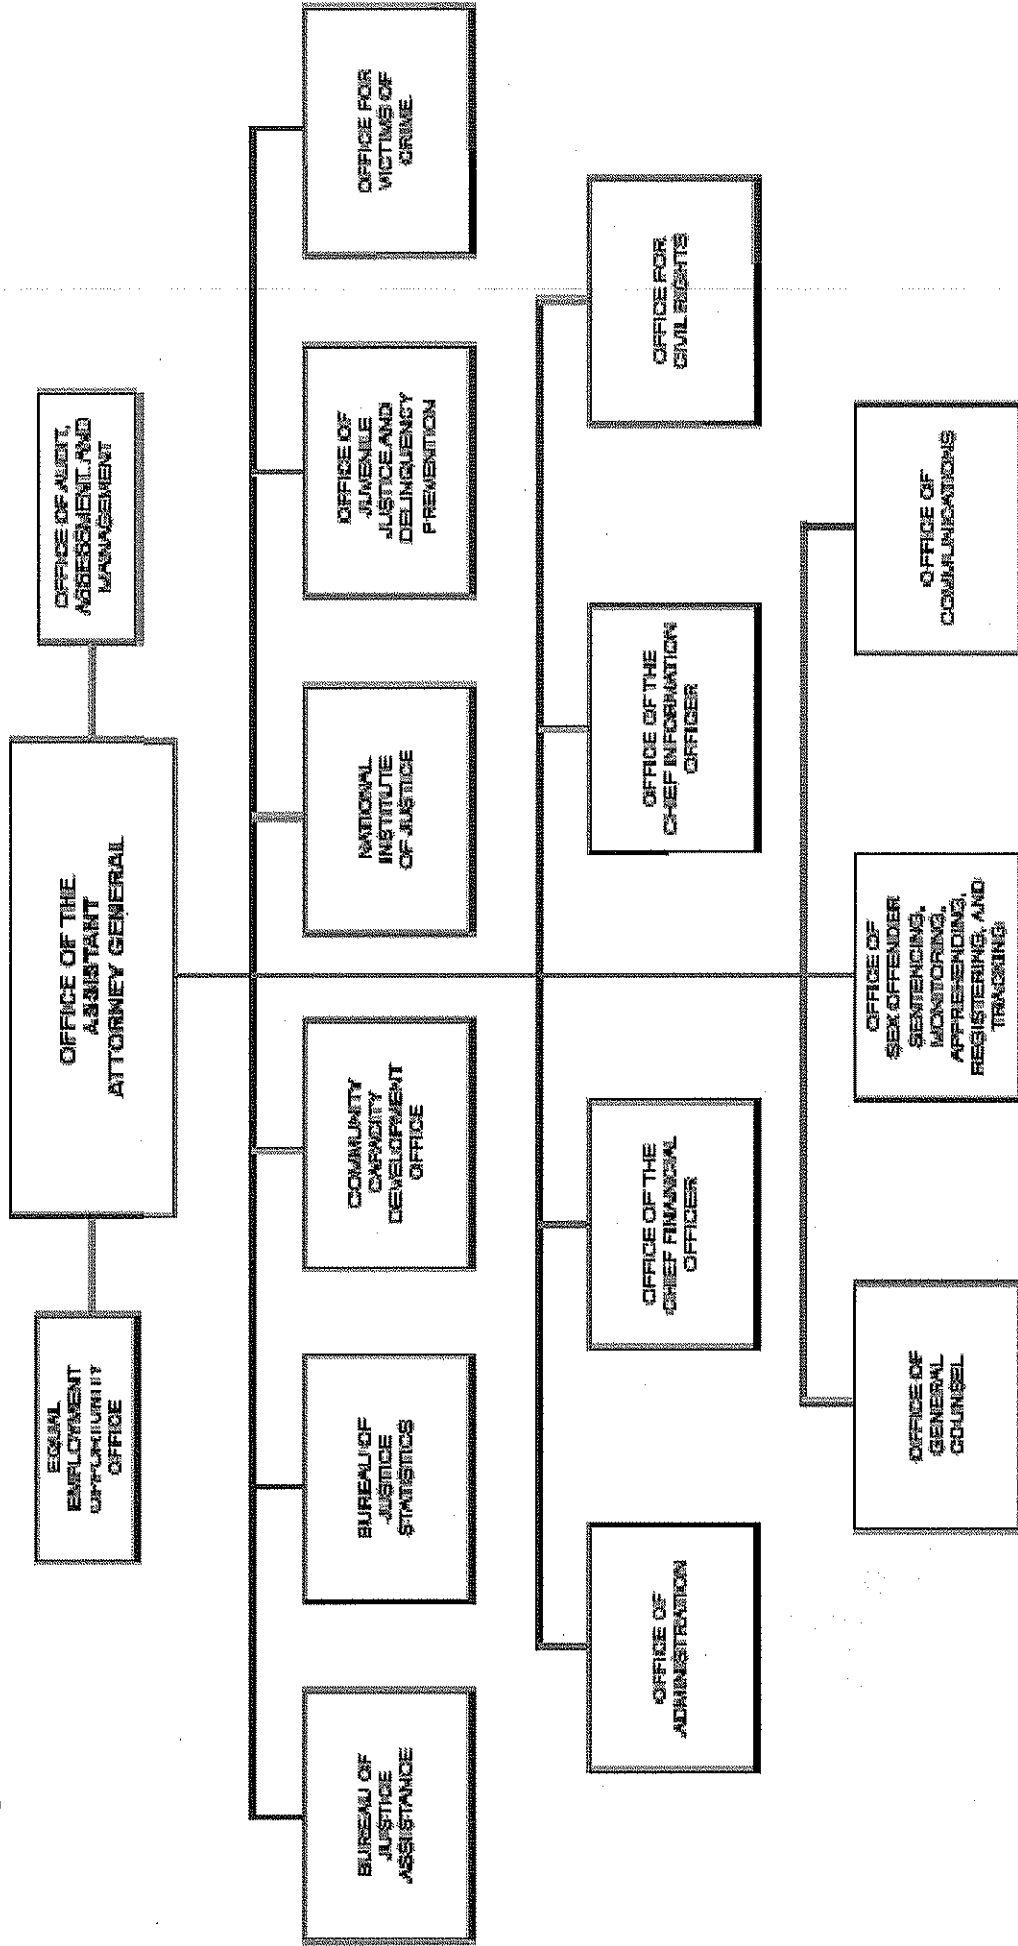 OFFICE OF THE
ASSISTANT
ATTORNEY GENERAL
EQUAL
EMPLOYMENT
OPPORTUNITY
OFFICE
OFFICE OF AUDIT,
ASSESSMENT, AND
MANAGEMENT
BUREAU OF
JUSTICE
ASSISTANCE
BUREAU OF
JUSTICE
STATISTICS
COMMUNITY
CAPACITY
DEVELOPMENT
OFFICE
NATIONAL
INSTITUTE
OF JUSTICE
OFFICE OF
JUVENILE
JUSTICE AND
DELINQUENCY
PREVENTION
OFFICE FOR
VICTIMS OF
CRIME
OFFICE OF
ADMINISTRATION
OFFICE OF THE
CHIEF FINANCIAL
OFFICER
OFFICE OF THE
CHIEF INFORMATION
OFFICER
OFFICE FOR
CIVIL RIGHTS
OFFICE OF
GENERAL
COUNSEL
OFFICE OF
SEX OFFENDER
SENTENCING,
MONITORING,
APPREHENDING,
REGISTERING, AND
TRACKING
OFFICE OF
COMMUNICATIONS